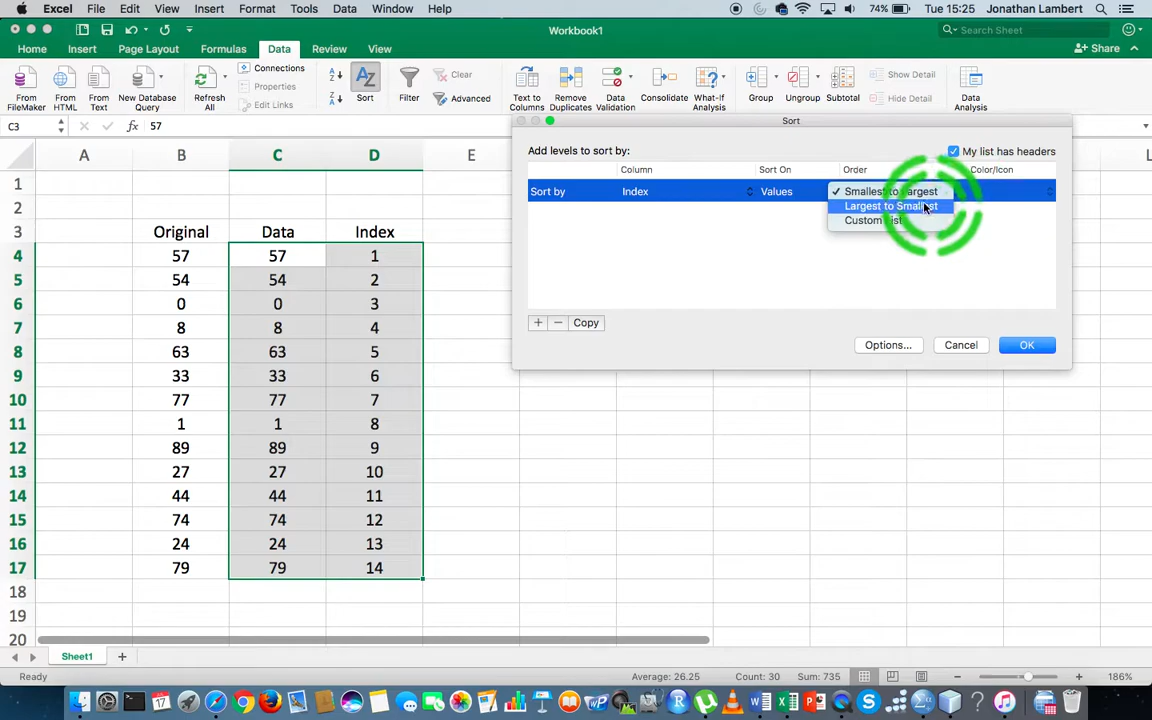 Excel File Edit View Insert Format Tools Data Window Help 74% Tue 15:25 Jonathan Lambert
Workbook1 Search Sheet
Home Insert Page Layout Formulas Data Review View Share
From FileMaker From HTML From Text New Database Query Refresh All Connections Properties Edit Links Sort Filter Clear Advanced Text to Columns Remove Duplicates Data Validation Consolidate What-If Analysis Group Ungroup Subtotal Show Detail Hide Detail Data Analysis
C3 fx 57
Sort
Add levels to sort by: My list has headers
Column Sort On Order Color/Icon
Sort by Index Values Smallest to Largest
Largest to Smallest
Custom List
+ − Copy
Options... Cancel OK
A B C D E L
1
2
3 Original Data Index
4 57 57 1
5 54 54 2
6 0 0 3
7 8 8 4
8 63 63 5
9 33 33 6
10 77 77 7
11 1 1 8
12 89 89 9
13 27 27 10
14 44 44 11
15 74 74 12
16 24 24 13
17 79 79 14
18
19
20
Sheet1 +
Ready Average: 26.25 Count: 30 Sum: 735 186%